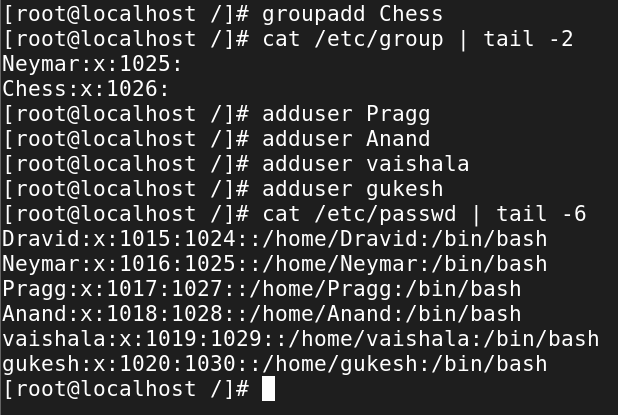 [root@localhost /]# groupadd Chess
[root@localhost /]# cat /etc/group | tail -2
Neymar:x:1025:
Chess:x:1026:
[root@localhost /]# adduser Pragg
[root@localhost /]# adduser Anand
[root@localhost /]# adduser vaishala
[root@localhost /]# adduser gukesh
[root@localhost /]# cat /etc/passwd | tail -6
Dravid:x:1015:1024::/home/Dravid:/bin/bash
Neymar:x:1016:1025::/home/Neymar:/bin/bash
Pragg:x:1017:1027::/home/Pragg:/bin/bash
Anand:x:1018:1028::/home/Anand:/bin/bash
vaishala:x:1019:1029::/home/vaishala:/bin/bash
gukesh:x:1020:1030::/home/gukesh:/bin/bash
[root@localhost /]#